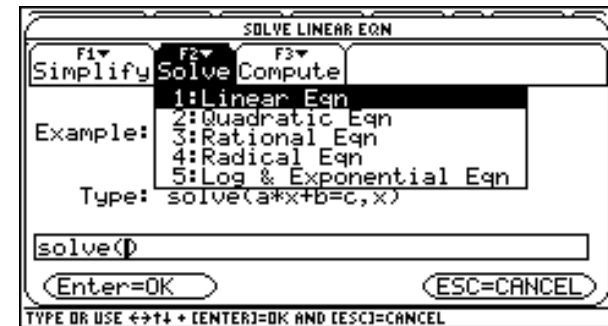 SOLVE LINEAR EQN
F1▼ F2▼ F3▼
Simplify Solve Compute
1:Linear Eqn
2:Quadratic Eqn
Example: 3:Rational Eqn
4:Radical Eqn
5:Log & Exponential Eqn
Type: solve(a*x+b=c,x)
solve()
Enter=OK ESC=CANCEL
TYPE OR USE ←→↑↓ + [ENTER]=OK AND [ESC]=CANCEL